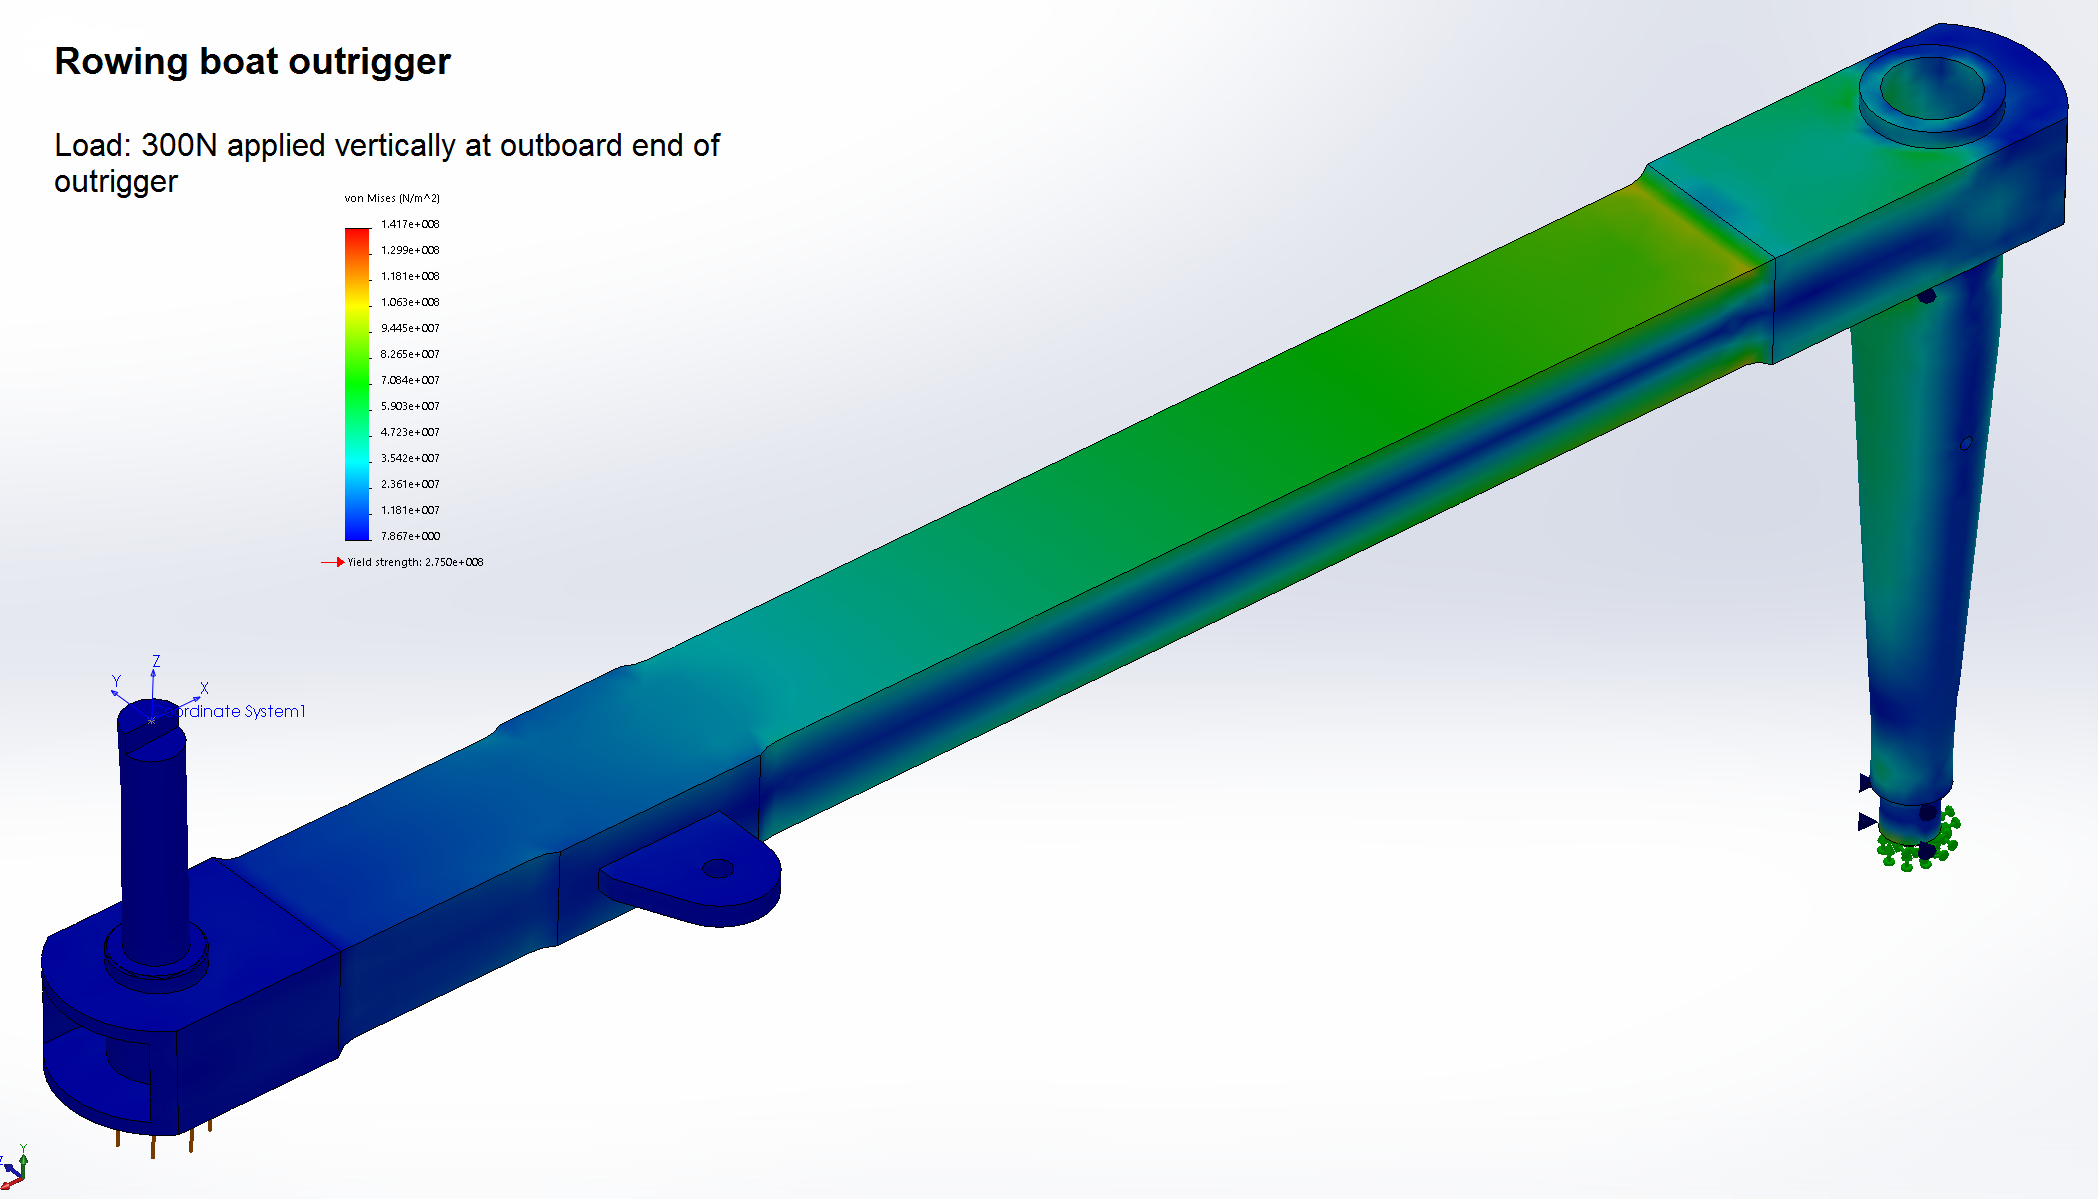 Rowing boat outrigger
Load: 300N applied vertically at outboard end of
outrigger
von Mises (N/m^2)
1.417e+008
1.299e+008
1.181e+008
1.063e+008
9.445e+007
8.265e+007
7.084e+007
5.903e+007
4.723e+007
3.542e+007
2.361e+007
1.181e+007
7.867e+000
Yield strength: 2.750e+008
Z
Y
X
ordinate System1
Y
Z